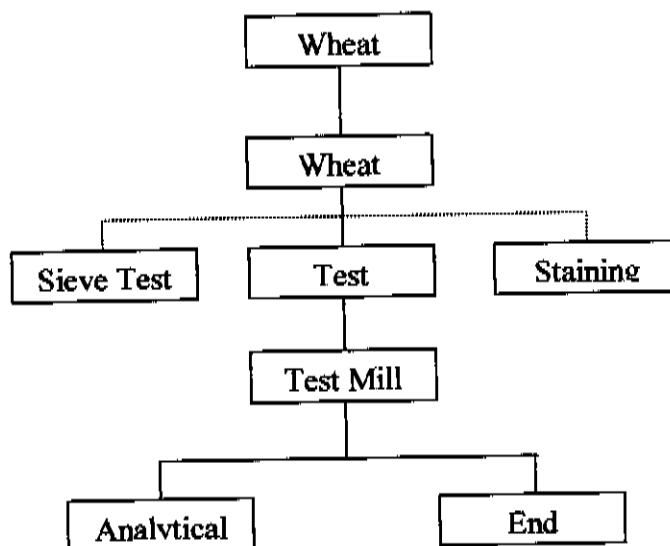 Wheat
Wheat
Sieve Test
Test
Staining
Test Mill
Analytical
End